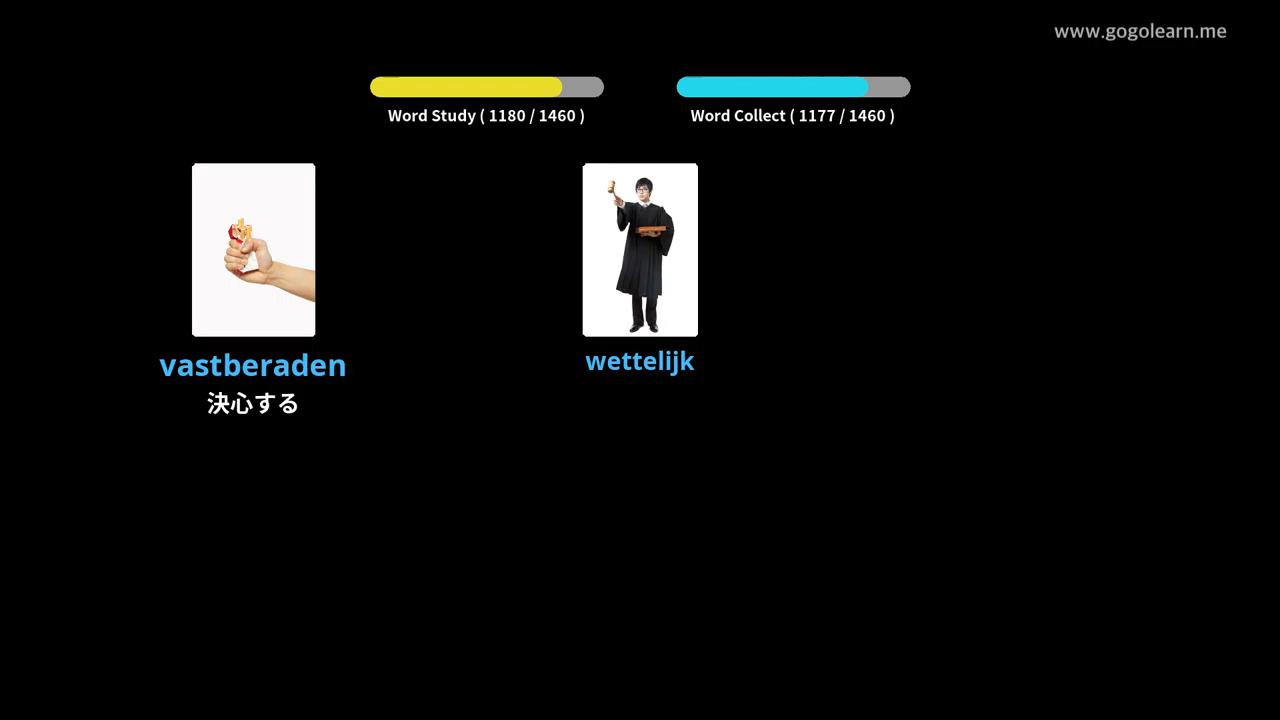 www.gogolearn.me
Word Study ( 1180 / 1460 )
Word Collect ( 1177 / 1460 )
vastberaden
決心する
wettelijk